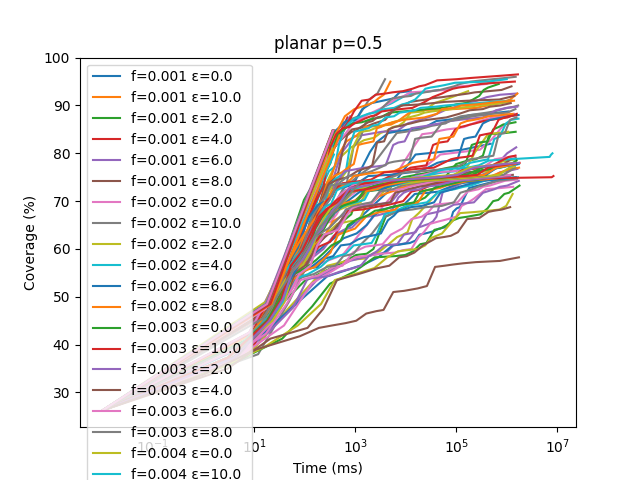 planar p=0.5
Coverage (%)
100
90
80
70
60
50
40
30
f=0.001 ε=0.0
f=0.001 ε=10.0
f=0.001 ε=2.0
f=0.001 ε=4.0
f=0.001 ε=6.0
f=0.001 ε=8.0
f=0.002 ε=0.0
f=0.002 ε=10.0
f=0.002 ε=2.0
f=0.002 ε=4.0
f=0.002 ε=6.0
f=0.002 ε=8.0
f=0.003 ε=0.0
f=0.003 ε=10.0
f=0.003 ε=2.0
f=0.003 ε=4.0
f=0.003 ε=6.0
f=0.003 ε=8.0
f=0.004 ε=0.0
f=0.004 ε=10.0
10⁻¹ 10¹ 10³ 10⁵ 10⁷
Time (ms)